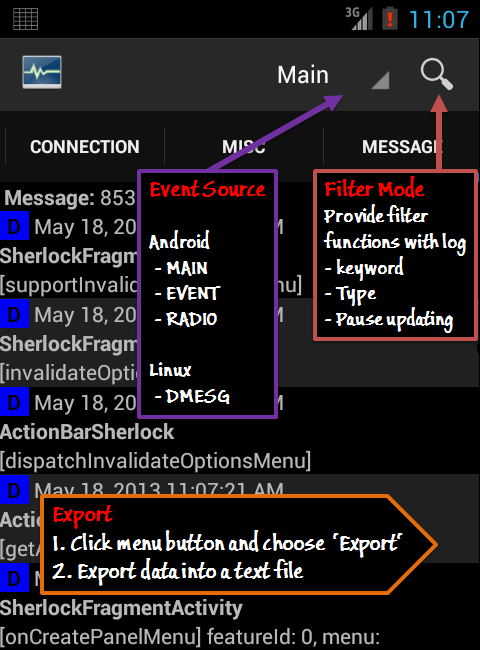 3G 11:07
Main
CONNECTION MISC MESSAGE
Event Source
Android
- MAIN
- EVENT
- RADIO
Linux
- DMESG
Filter Mode
Provide filter
functions with log
- keyword
- Type
- Pause updating
Message: 853
D May 18, 20 M
SherlockFragm
[supportInvalid nu]
D May 18, 20 M
SherlockFragm
[invalidateOpti
D May 18, 20 M
ActionBarSherlock
[dispatchInvalidateOptionsMenu]
D May 18, 2013 11:07:21 AM
Actio
[getA
Export
1. Click menu button and choose 'Export'
2. Export data into a text file
D M
SherlockFragmentActivity
[onCreatePanelMenu] featureId: 0, menu: